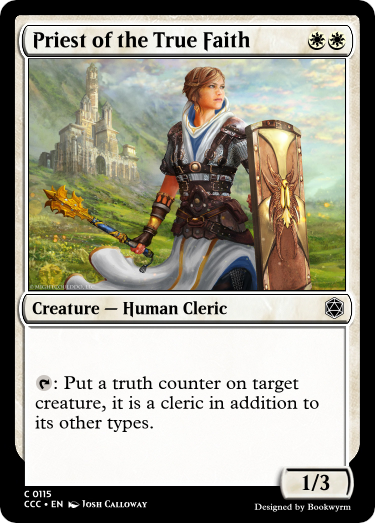 Priest of the True Faith
Creature — Human Cleric
: Put a truth counter on target
creature, it is a cleric in addition to
its other types.
1/3
C 0115
CCC • EN Josh Calloway
Designed by Bookwyrm